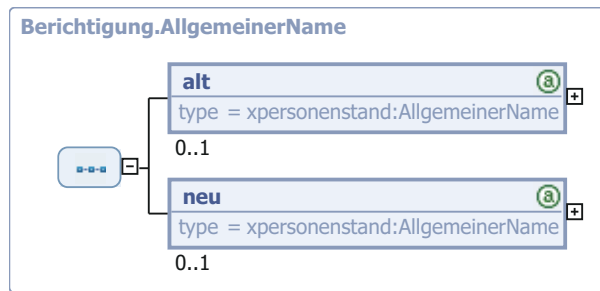 Berichtigung.AllgemeinerName
alt
type = xpersonenstand:AllgemeinerName
0..1
neu
type = xpersonenstand:AllgemeinerName
0..1